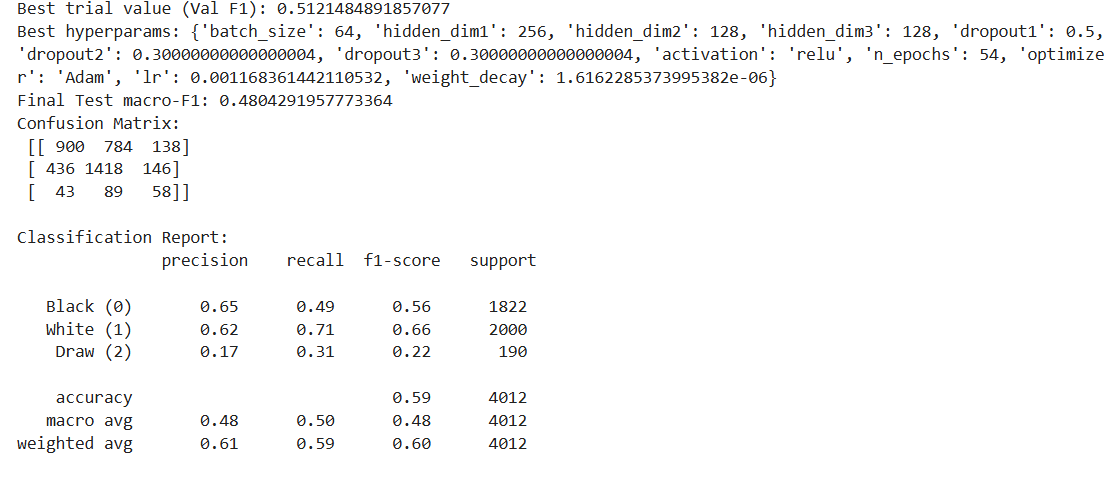 Best trial value (Val F1): 0.5121484891857077
Best hyperparams: {'batch_size': 64, 'hidden_dim1': 256, 'hidden_dim2': 128, 'hidden_dim3': 128, 'dropout1': 0.5,
'dropout2': 0.30000000000000004, 'dropout3': 0.30000000000000004, 'activation': 'relu', 'n_epochs': 54, 'optimize
r': 'Adam', 'lr': 0.001168361442110532, 'weight_decay': 1.6162285373995382e-06}
Final Test macro-F1: 0.4804291957773364
Confusion Matrix:
[[ 900  784  138]
[ 436 1418  146]
[  43   89   58]]
Classification Report:
precision    recall  f1-score   support
Black (0)       0.65      0.49      0.56      1822
White (1)       0.62      0.71      0.66      2000
Draw (2)       0.17      0.31      0.22       190
accuracy                           0.59      4012
macro avg       0.48      0.50      0.48      4012
weighted avg       0.61      0.59      0.60      4012